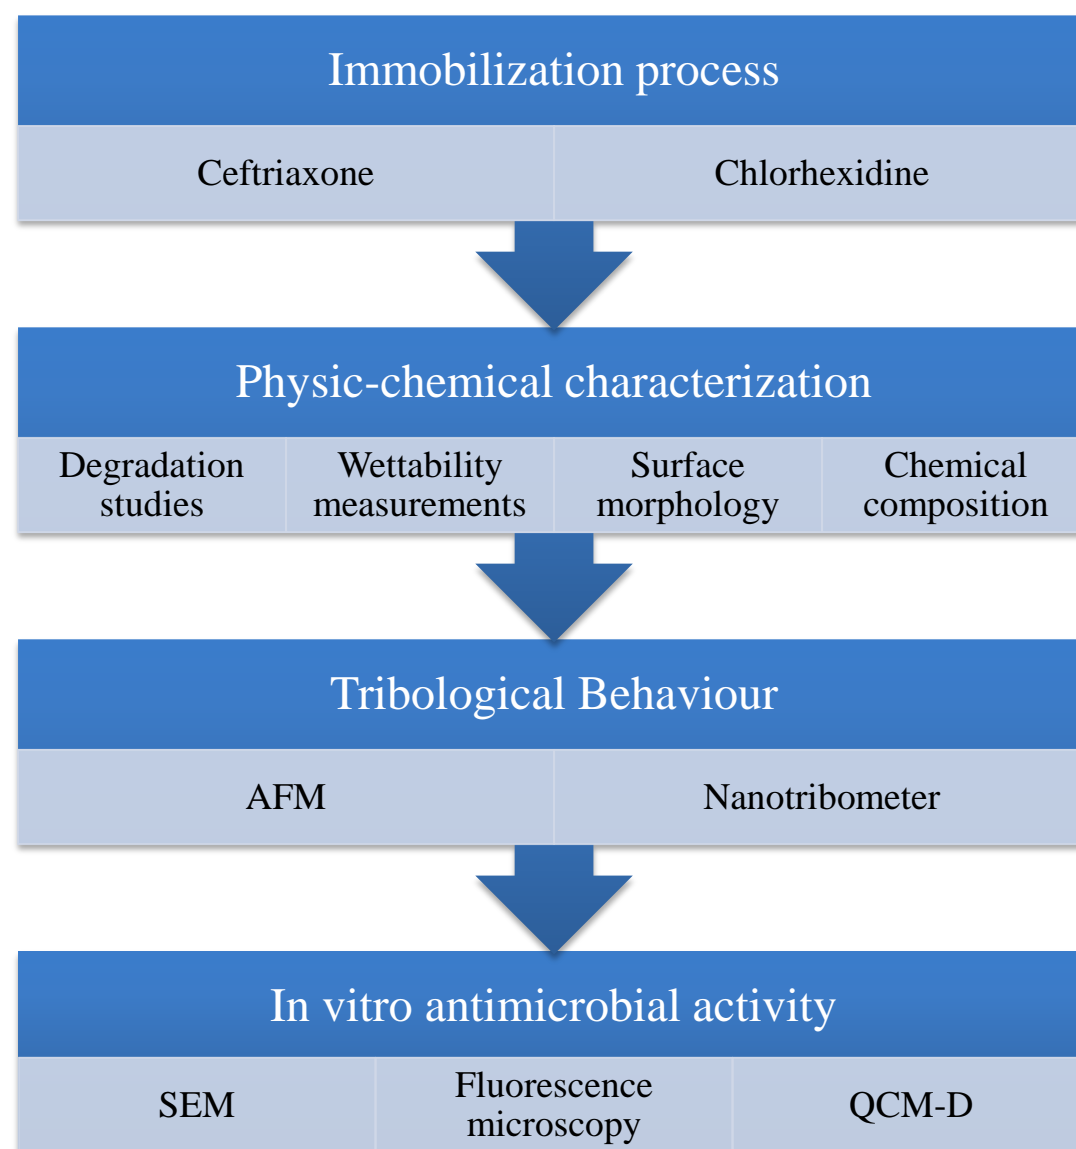 Immobilization process
Ceftriaxone
Chlorhexidine
Physic-chemical characterization
Degradation
studies
Wettability
measurements
Surface
morphology
Chemical
composition
Tribological Behaviour
AFM
Nanotribometer
In vitro antimicrobial activity
SEM
Fluorescence
microscopy
QCM-D